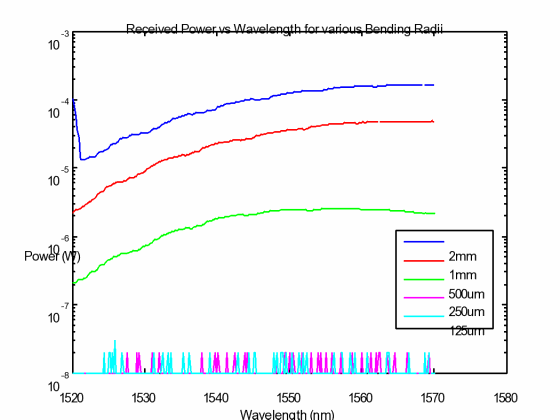 Received Power vs Wavelength for various Bending Radii
10 -3
10 -4
10 -5
10 -6
Power (W)
10 -7
10 -8
2mm
1mm
500um
250um
125um
1520 1530 1540 1550 1560 1570 1580
Wavelength (nm)